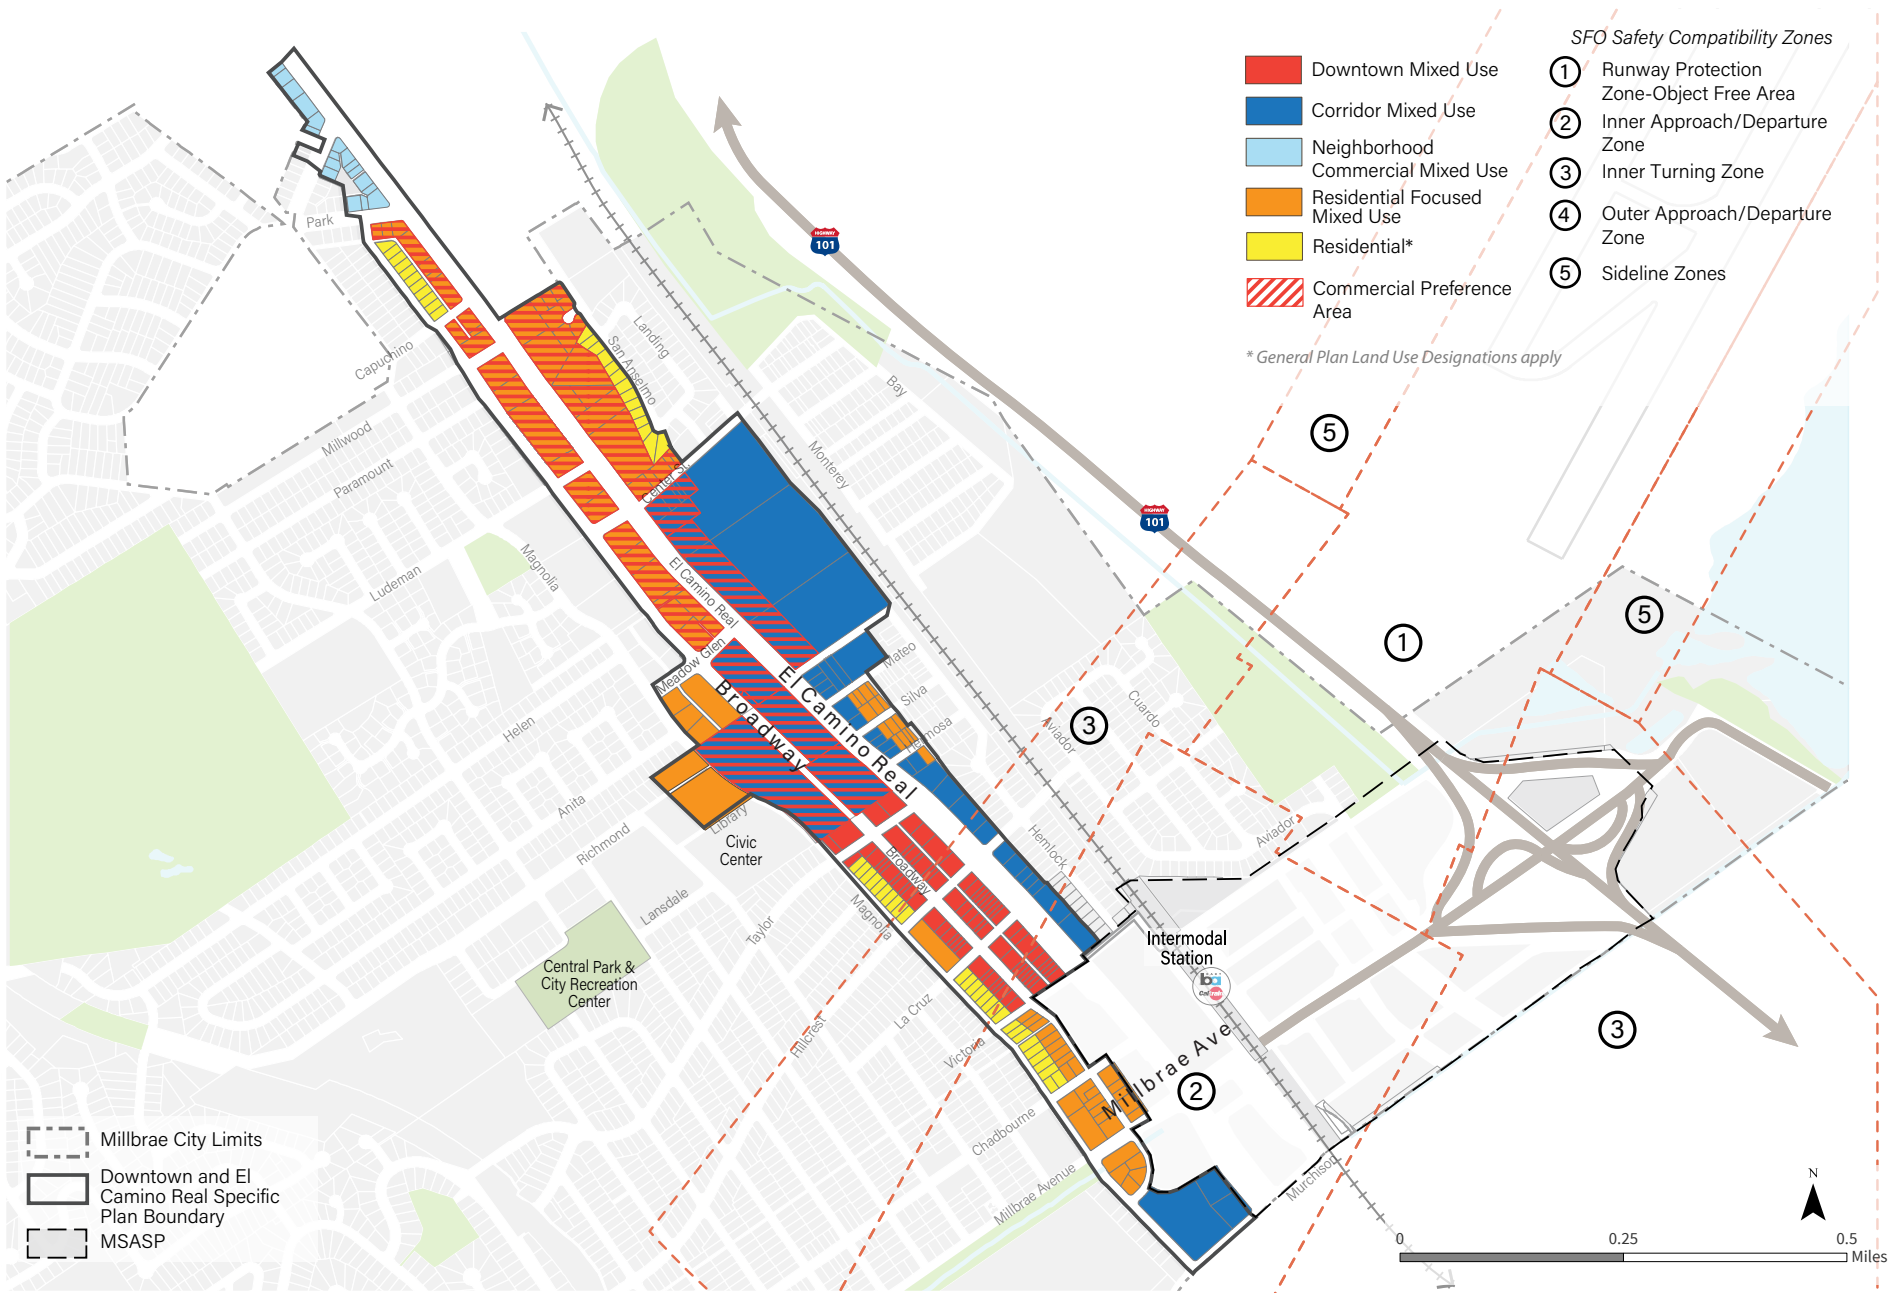 SFO Safety Compatibility Zones
Downtown Mixed Use
Corridor Mixed Use
Neighborhood
Commercial Mixed Use
Residential Focused
Mixed Use
Residential*
Commercial Preference
Area
* General Plan Land Use Designations apply
1
Runway Protection
Zone-Object Free Area
2
Inner Approach/Departure
Zone
3
Inner Turning Zone
4
Outer Approach/Departure
Zone
5
Sideline Zones
HIGHWAY
101
HIGHWAY
101
Park
Capuchino
Millwood
Paramount
Ludeman
Magnolia
Landing
San Anselmo
Bay
Monterey
Center St.
El Camino Real
Meadow Glen
Broadway
El Camino Real
Mateo
Silva
Hermosa
Helen
Anita
Richmond
Library
Civic
Center
Lansdale
Taylor
Magnolia
Broadway
Hemlock
Aviador
Cuardo
Aviador
5
5
1
3
3
2
Central Park &
City Recreation
Center
Hillcrest
La Cruz
Victoria
Chadbourne
Millbrae Avenue
Millbrae Ave
Murchison
Intermodal
Station
ba
Caltrain
Millbrae City Limits
Downtown and El
Camino Real Specific
Plan Boundary
MSASP
N
0
0.25
0.5
Miles